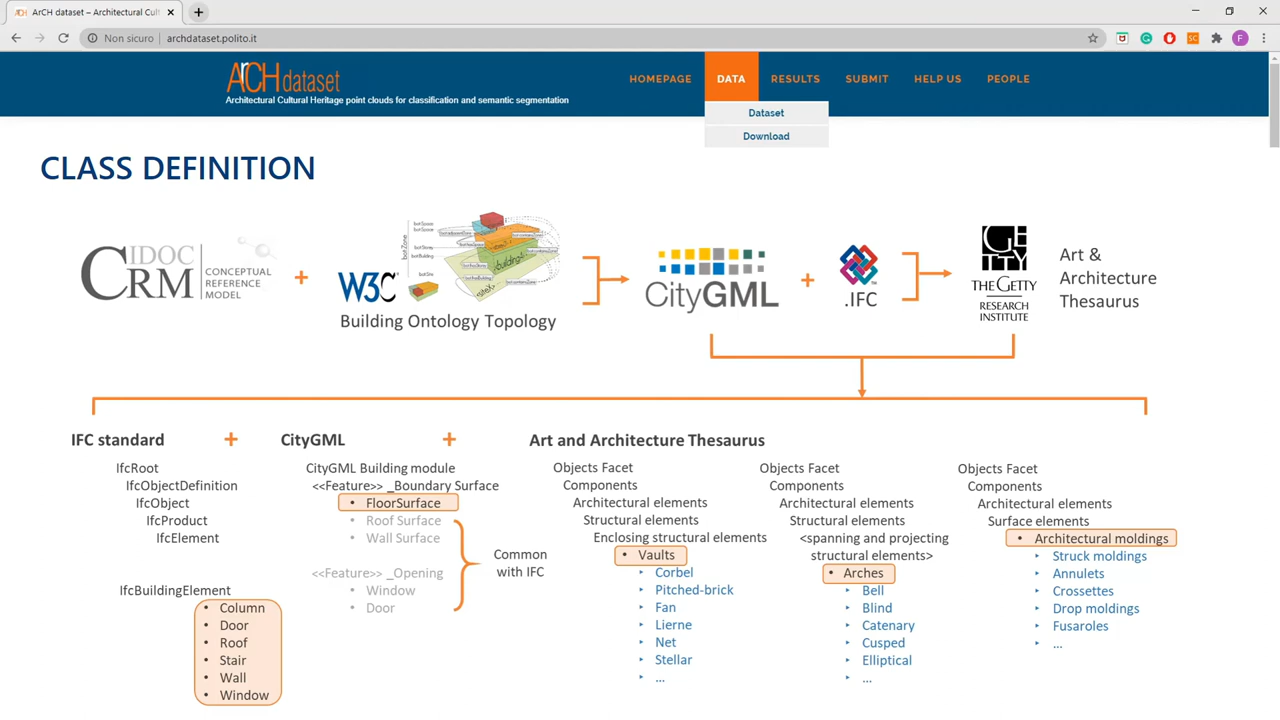 ArCH dataset – Architectural Cul
Non sicuro
archdataset.polito.it
F
ArCH dataset
Architectural Cultural Heritage point clouds for classification and semantic segmentation
HOMEPAGE
DATA
RESULTS
SUBMIT
HELP US
PEOPLE
Dataset
Download
CLASS DEFINITION
CIDOC
CRM
CONCEPTUAL
REFERENCE
MODEL
+
W3C
Building Ontology Topology
CityGML
+
.IFC
GETTY
THE GETTY
RESEARCH
INSTITUTE
Art &
Architecture
Thesaurus
IFC standard
+
CityGML
+
Art and Architecture Thesaurus
IfcRoot
IfcObjectDefinition
IfcObject
IfcProduct
IfcElement
IfcBuildingElement
• Column
• Door
• Roof
• Stair
• Wall
• Window
CityGML Building module
<<Feature>> _Boundary Surface
• FloorSurface
• Roof Surface
• Wall Surface
<<Feature>> _Opening
• Window
• Door
Common
with IFC
Objects Facet
Components
Architectural elements
Structural elements
Enclosing structural elements
• Vaults
‣ Corbel
‣ Pitched-brick
‣ Fan
‣ Lierne
‣ Net
‣ Stellar
‣ ...
Objects Facet
Components
Architectural elements
Structural elements
<spanning and projecting
structural elements>
• Arches
‣ Bell
‣ Blind
‣ Catenary
‣ Cusped
‣ Elliptical
‣ ...
Objects Facet
Components
Architectural elements
Surface elements
• Architectural moldings
‣ Struck moldings
‣ Annulets
‣ Crossettes
‣ Drop moldings
‣ Fusaroles
‣ ...